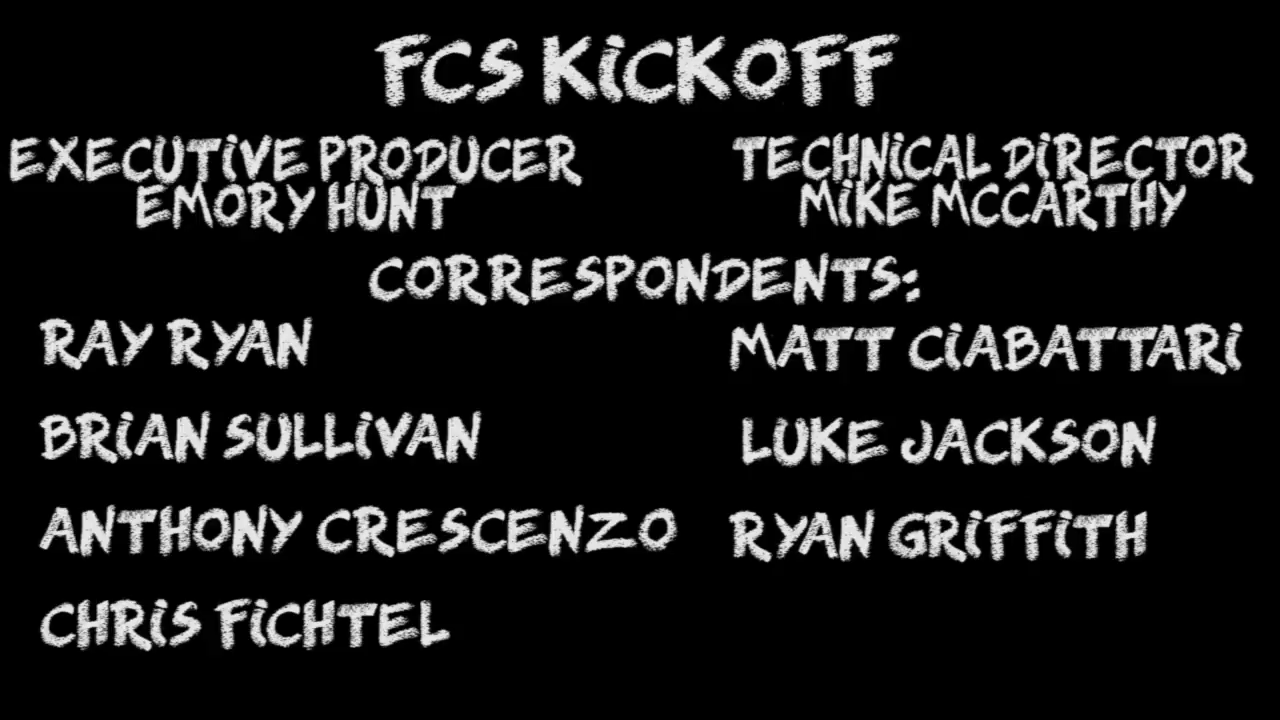 FCS KICKOFF
EXECUTIVE PRODUCER
EMORY HUNT
TECHNICAL DIRECTOR
MIKE MCCARTHY
CORRESPONDENTS:
RAY RYAN
MATT CIABATTARI
BRIAN SULLIVAN
LUKE JACKSON
ANTHONY CRESCENZO
RYAN GRIFFITH
CHRIS FICHTEL